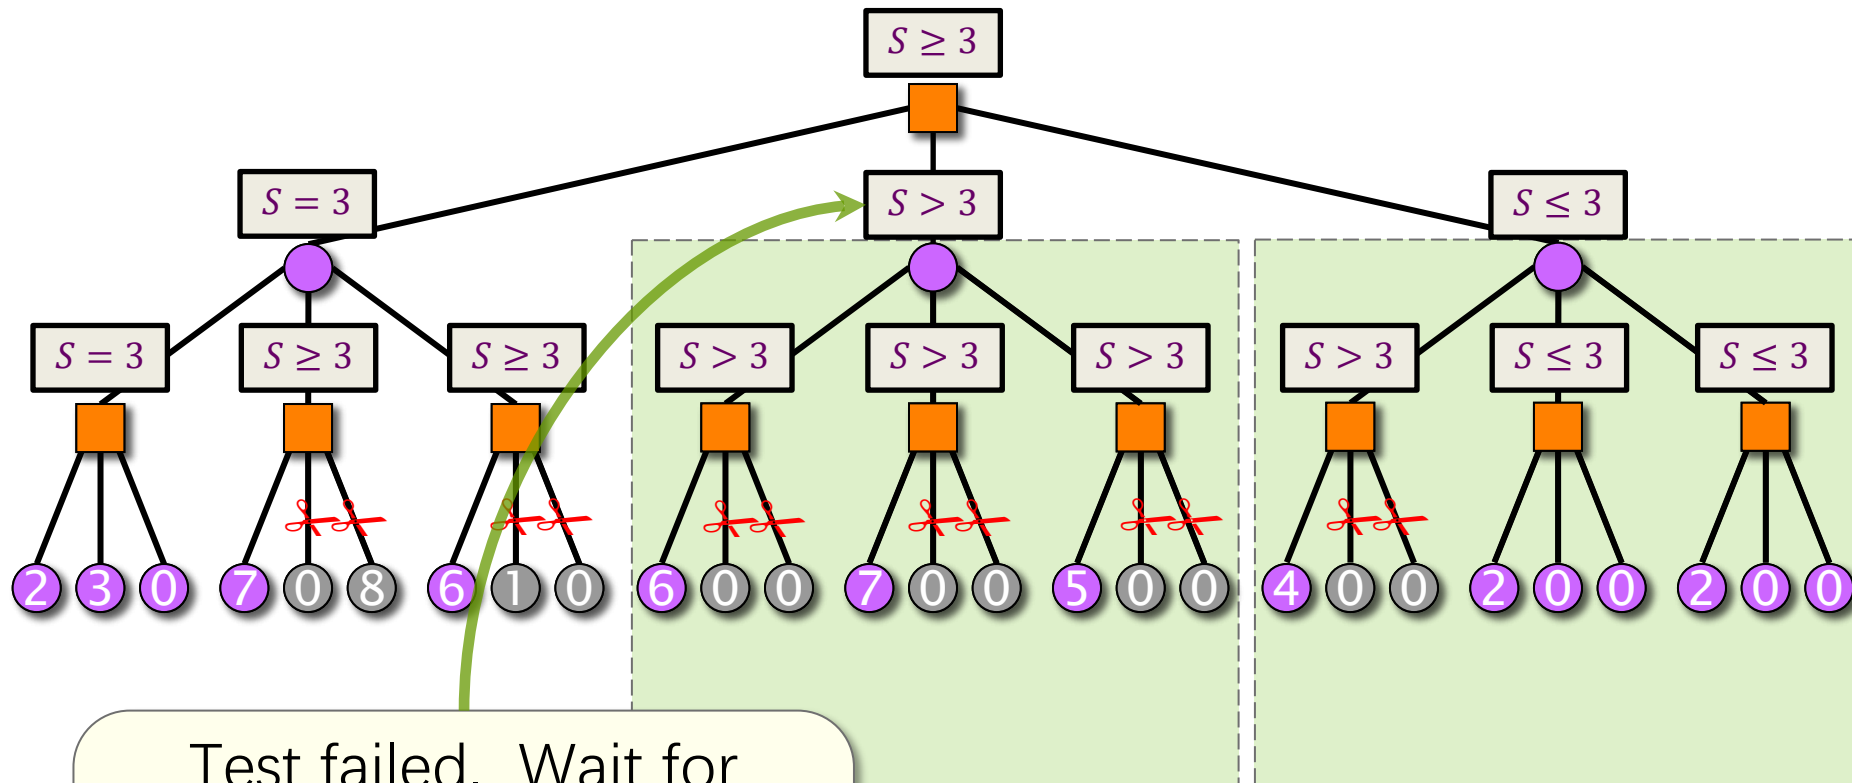 S ≥ 3
S = 3 S > 3 S ≤ 3
S = 3 S ≥ 3 S ≥ 3 S > 3 S > 3 S > 3 S > 3 S ≤ 3 S ≤ 3
2 3 0 7 0 8 6 1 0 6 0 0 7 0 0 5 0 0 4 0 0 2 0 0 2 0 0
Test failed. Wait for